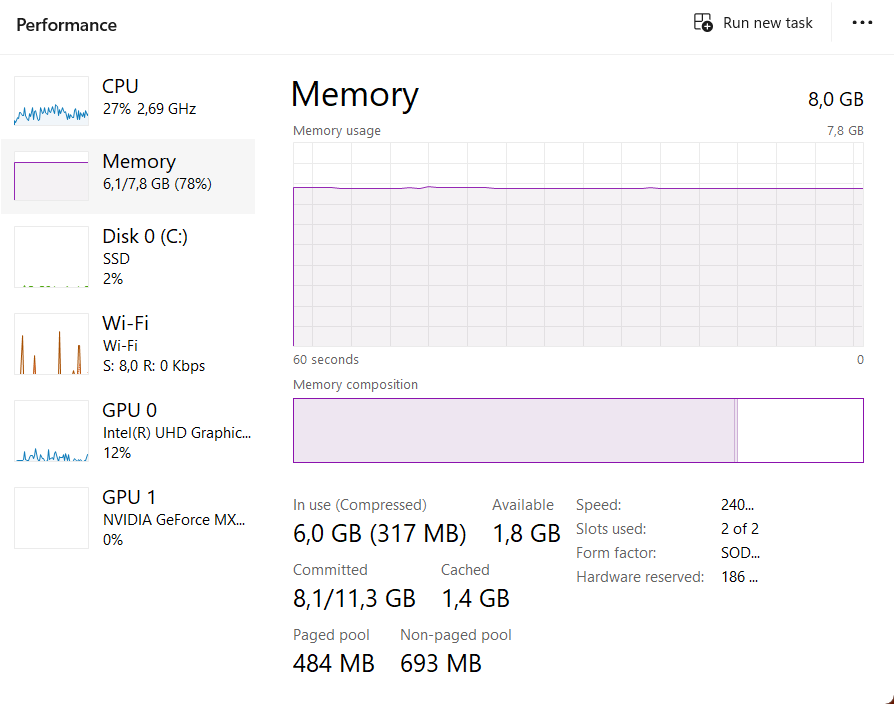 Performance
Run new task
CPU
27% 2,69 GHz
Memory
6,1/7,8 GB (78%)
Disk 0 (C:)
SSD
2%
Wi-Fi
Wi-Fi
S: 8,0 R: 0 Kbps
GPU 0
Intel(R) UHD Graphic...
12%
GPU 1
NVIDIA GeForce MX...
0%
Memory
8,0 GB
Memory usage
7,8 GB
60 seconds
0
Memory composition
In use (Compressed)
6,0 GB (317 MB)
Available
1,8 GB
Committed
8,1/11,3 GB
Cached
1,4 GB
Paged pool
484 MB
Non-paged pool
693 MB
Speed: 240...
Slots used: 2 of 2
Form factor: SOD...
Hardware reserved: 186 ...